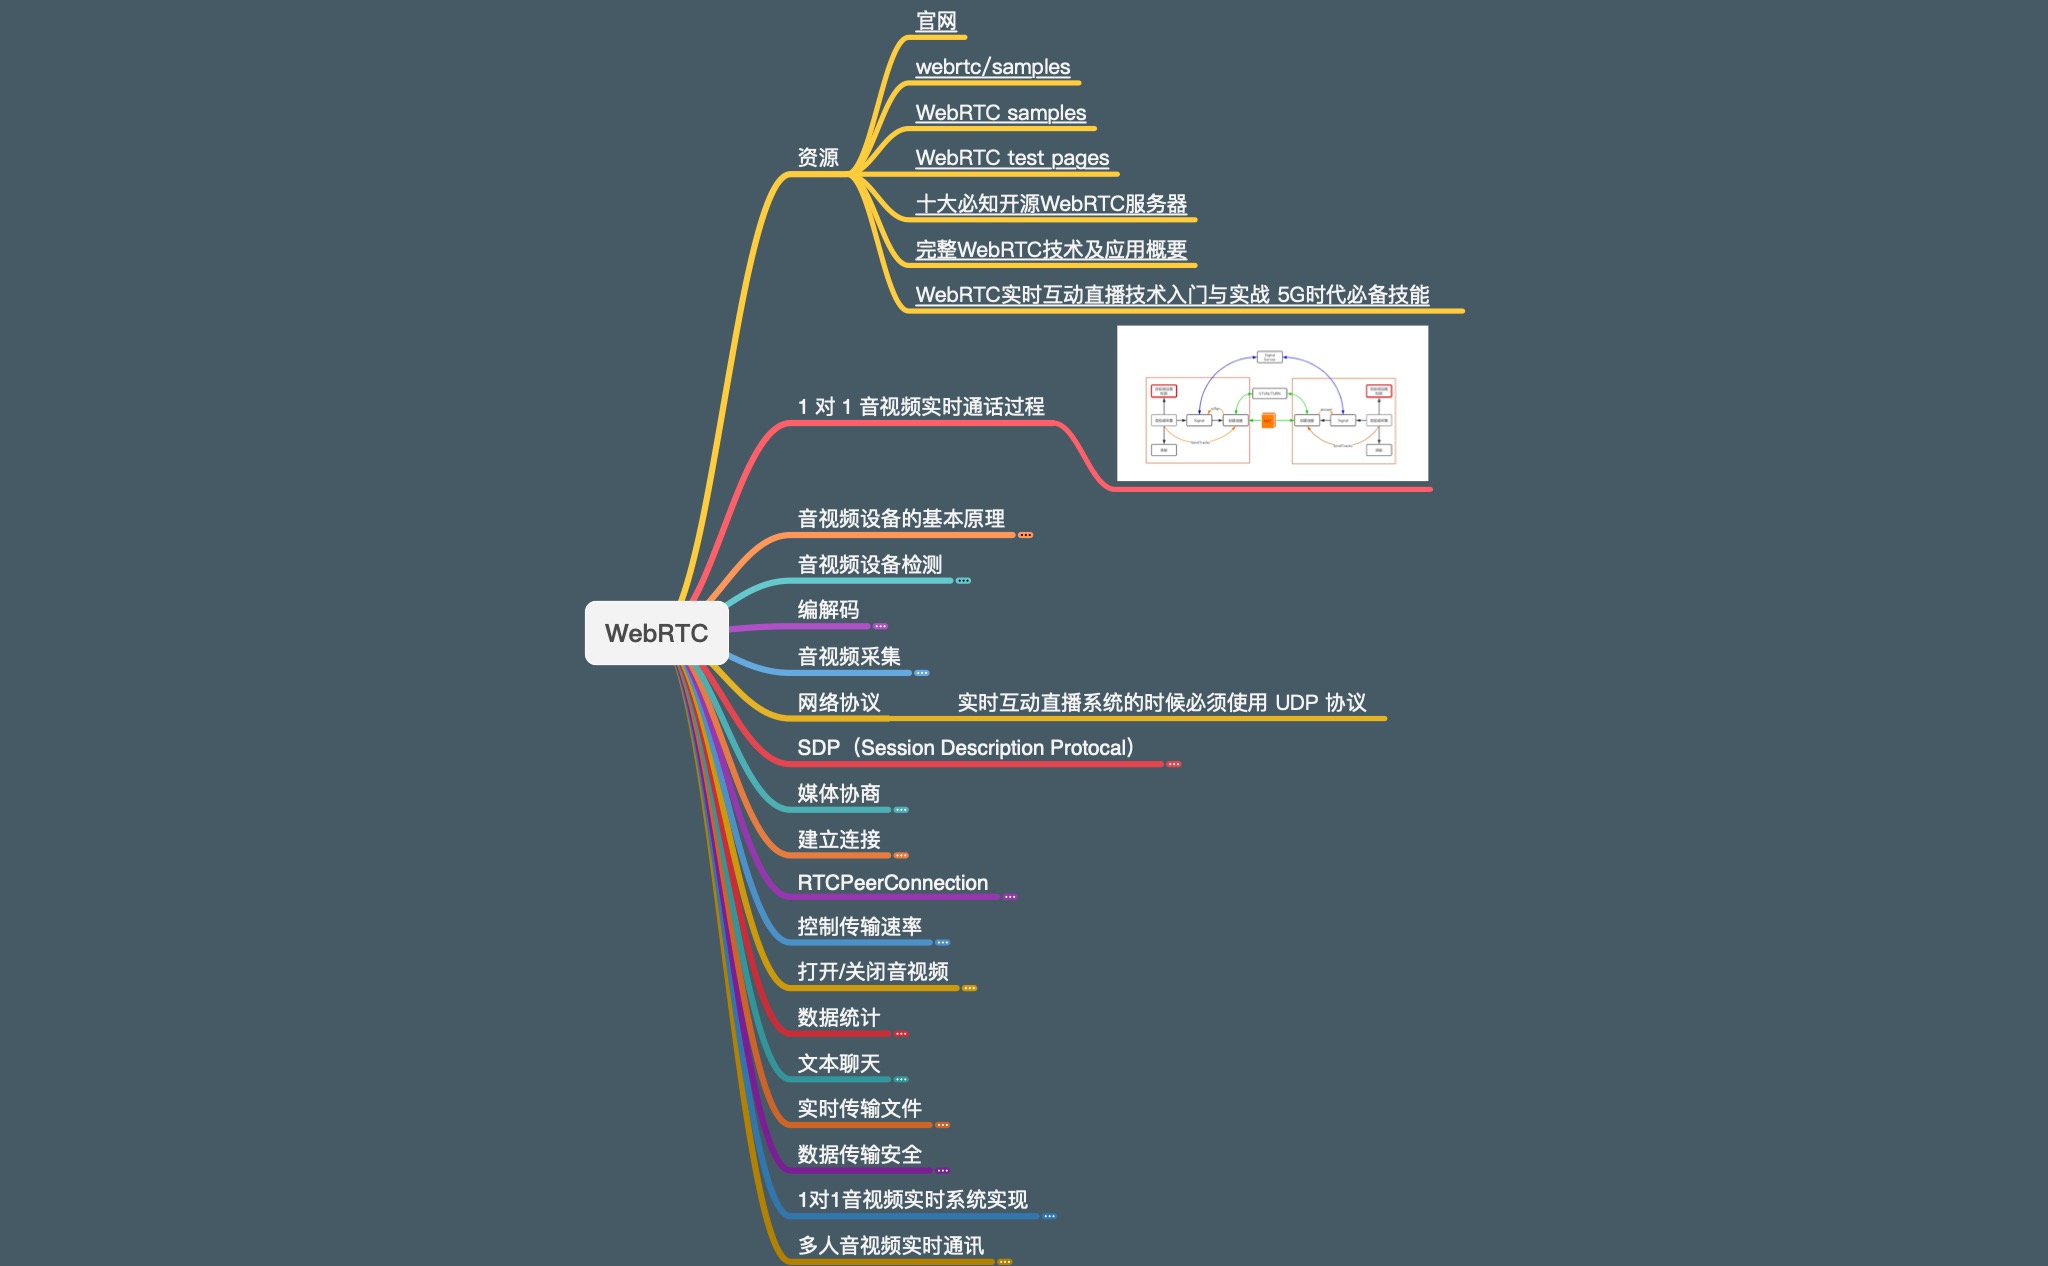 官网
webrtc/samples
WebRTC samples
WebRTC test pages
资源
十大必知开源WebRTC服务器
完整WebRTC技术及应用概要
WebRTC实时互动直播技术入门与实战 5G时代必备技能
1 对 1 音视频实时通话过程
Signal
STUN/TURN
Signal
Signal
音视频设备的基本原理
音视频设备检测
编解码
WebRTC
音视频采集
网络协议
实时互动直播系统的时候必须使用 UDP 协议
SDP（Session Description Protocal）
媒体协商
建立连接
RTCPeerConnection
控制传输速率
打开/关闭音视频
数据统计
文本聊天
实时传输文件
数据传输安全
1对1音视频实时系统实现
多人音视频实时通讯